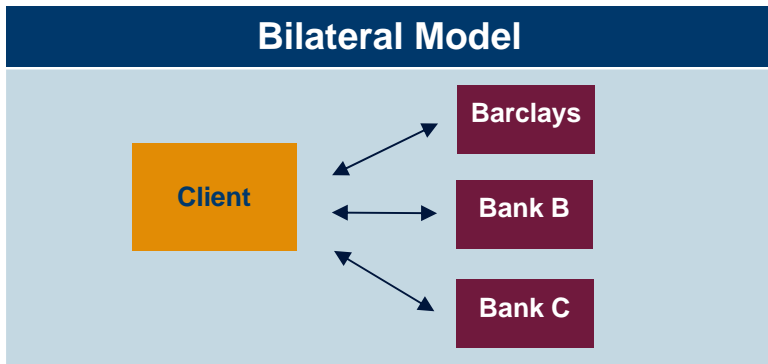 Bilateral Model
Barclays
Client
Bank B
Bank C